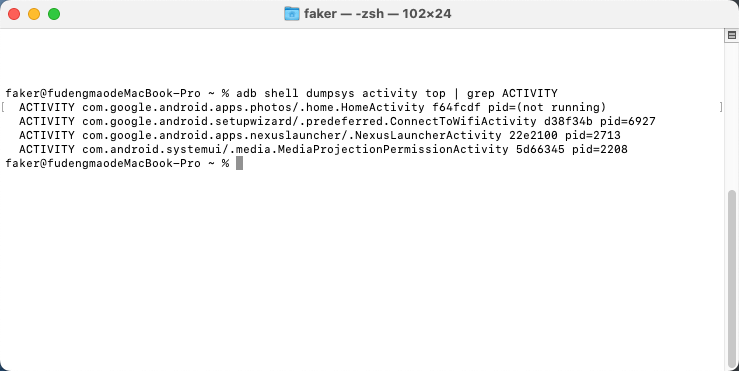 faker — -zsh — 102×24
faker@fudengmaodeMacBook-Pro ~ % adb shell dumpsys activity top | grep ACTIVITY
[  ACTIVITY com.google.android.apps.photos/.home.HomeActivity f64fcdf pid=(not running)                ]
  ACTIVITY com.google.android.setupwizard/.predeferred.ConnectToWifiActivity d38f34b pid=6927
  ACTIVITY com.google.android.apps.nexuslauncher/.NexusLauncherActivity 22e2100 pid=2713
  ACTIVITY com.android.systemui/.media.MediaProjectionPermissionActivity 5d66345 pid=2208
faker@fudengmaodeMacBook-Pro ~ %